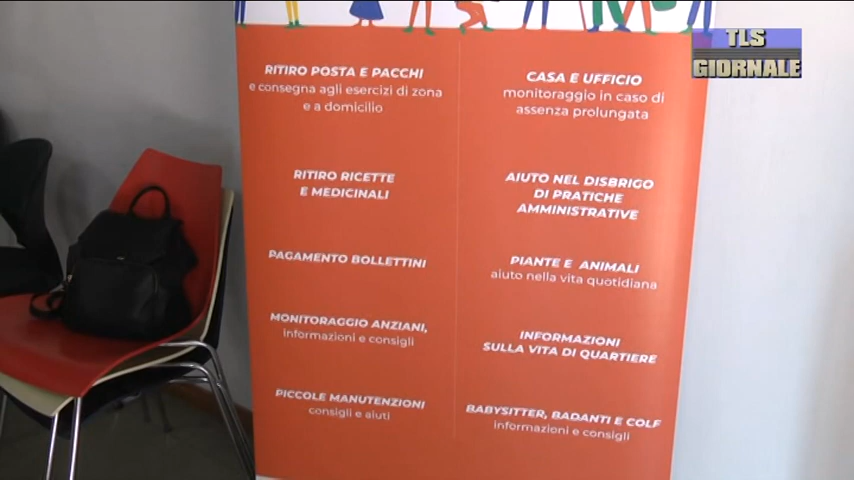 TLS
GIORNALE
RITIRO POSTA E PACCHI
e consegna agli esercizi di zona
e a domicilio
RITIRO RICETTE
E MEDICINALI
PAGAMENTO BOLLETTINI
MONITORAGGIO ANZIANI,
informazioni e consigli
PICCOLE MANUTENZIONI
consigli e aiuti
CASA E UFFICIO
monitoraggio in caso di
assenza prolungata
AIUTO NEL DISBRIGO
DI PRATICHE
AMMINISTRATIVE
PIANTE E ANIMALI
aiuto nella vita quotidiana
INFORMAZIONI
SULLA VITA DI QUARTIERE
BABYSITTER, BADANTI E COLF
informazioni e consigli